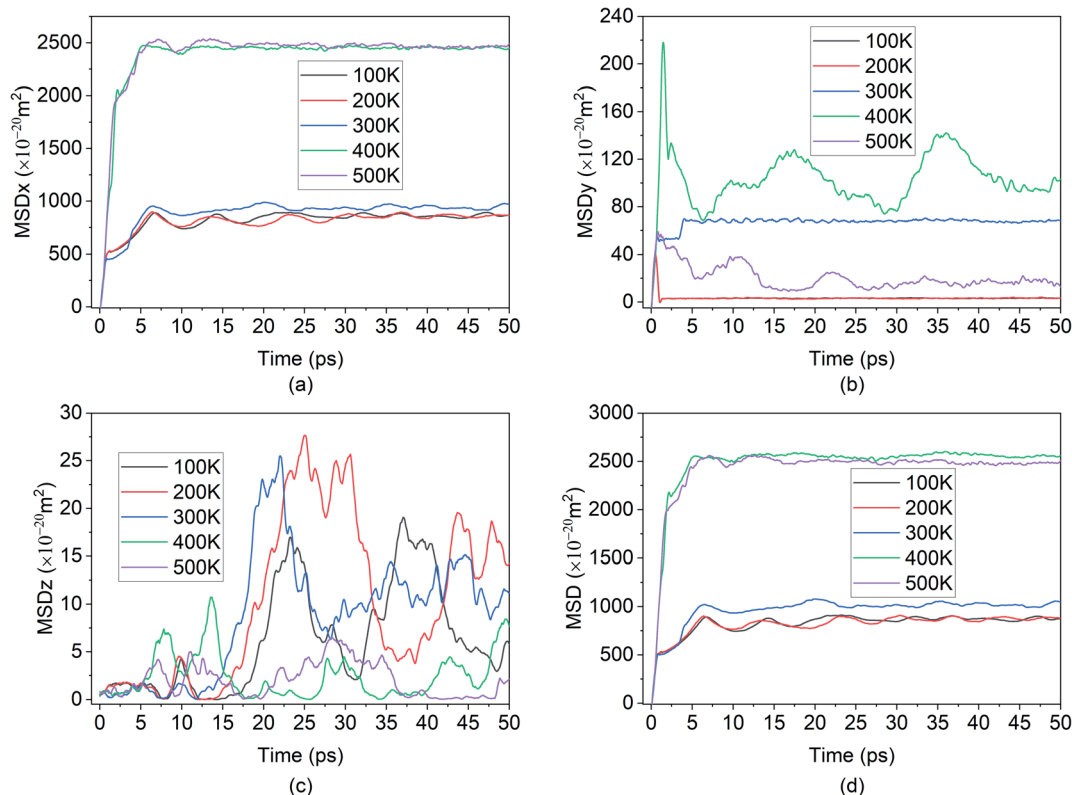 2500
2000
1500
1000
500
0
MSDx (×10⁻²⁰m²)
100K
200K
300K
400K
500K
0 5 10 15 20 25 30 35 40 45 50
Time (ps)
(a)
240
200
160
120
80
40
0
MSDy (×10⁻²⁰m²)
100K
200K
300K
400K
500K
0 5 10 15 20 25 30 35 40 45 50
Time (ps)
(b)
30
25
20
15
10
5
0
MSDz (×10⁻²⁰m²)
100K
200K
300K
400K
500K
0 5 10 15 20 25 30 35 40 45 50
Time (ps)
(c)
3000
2500
2000
1500
1000
500
0
MSD (×10⁻²⁰m²)
100K
200K
300K
400K
500K
0 5 10 15 20 25 30 35 40 45 50
Time (ps)
(d)